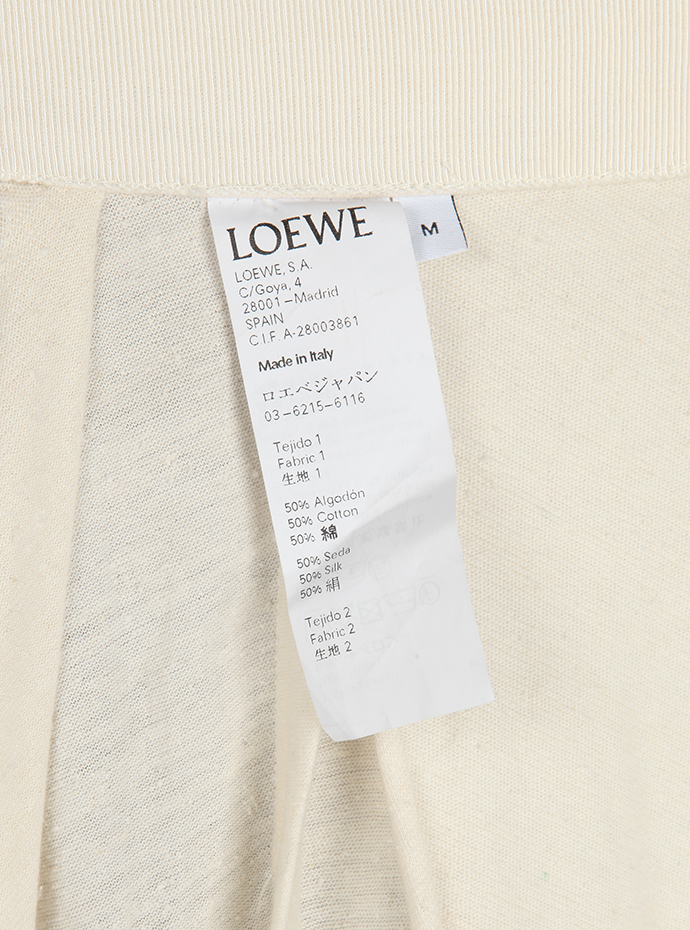 LOEWE
M
LOEWE, S.A.
C/Goya, 4
28001–Madrid
SPAIN
C.I.F. A-28003861
Made in Italy
ロエベジャパン
03–6215–6116
Tejido 1
Fabric 1
生地 1
50% Algodón
50% Cotton
50% 綿
50% Seda
50% Silk
50% 絹
Tejido 2
Fabric 2
生地 2